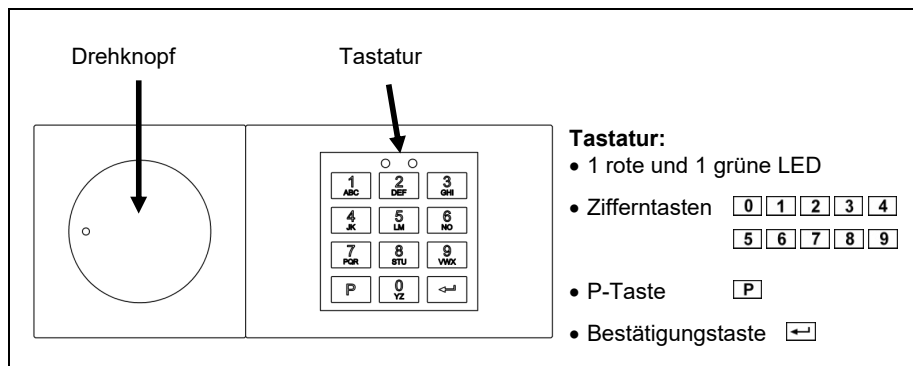 Drehknopf Tastatur
1 2 3
ABC DEF GHI
4 5 6
JK LM NO
7 8 9
PQR STU VWX
P 0 ↵
YZ
Tastatur:
• 1 rote und 1 grüne LED
• Zifferntasten 0 1 2 3 4
5 6 7 8 9
• P-Taste P
• Bestätigungstaste ↵